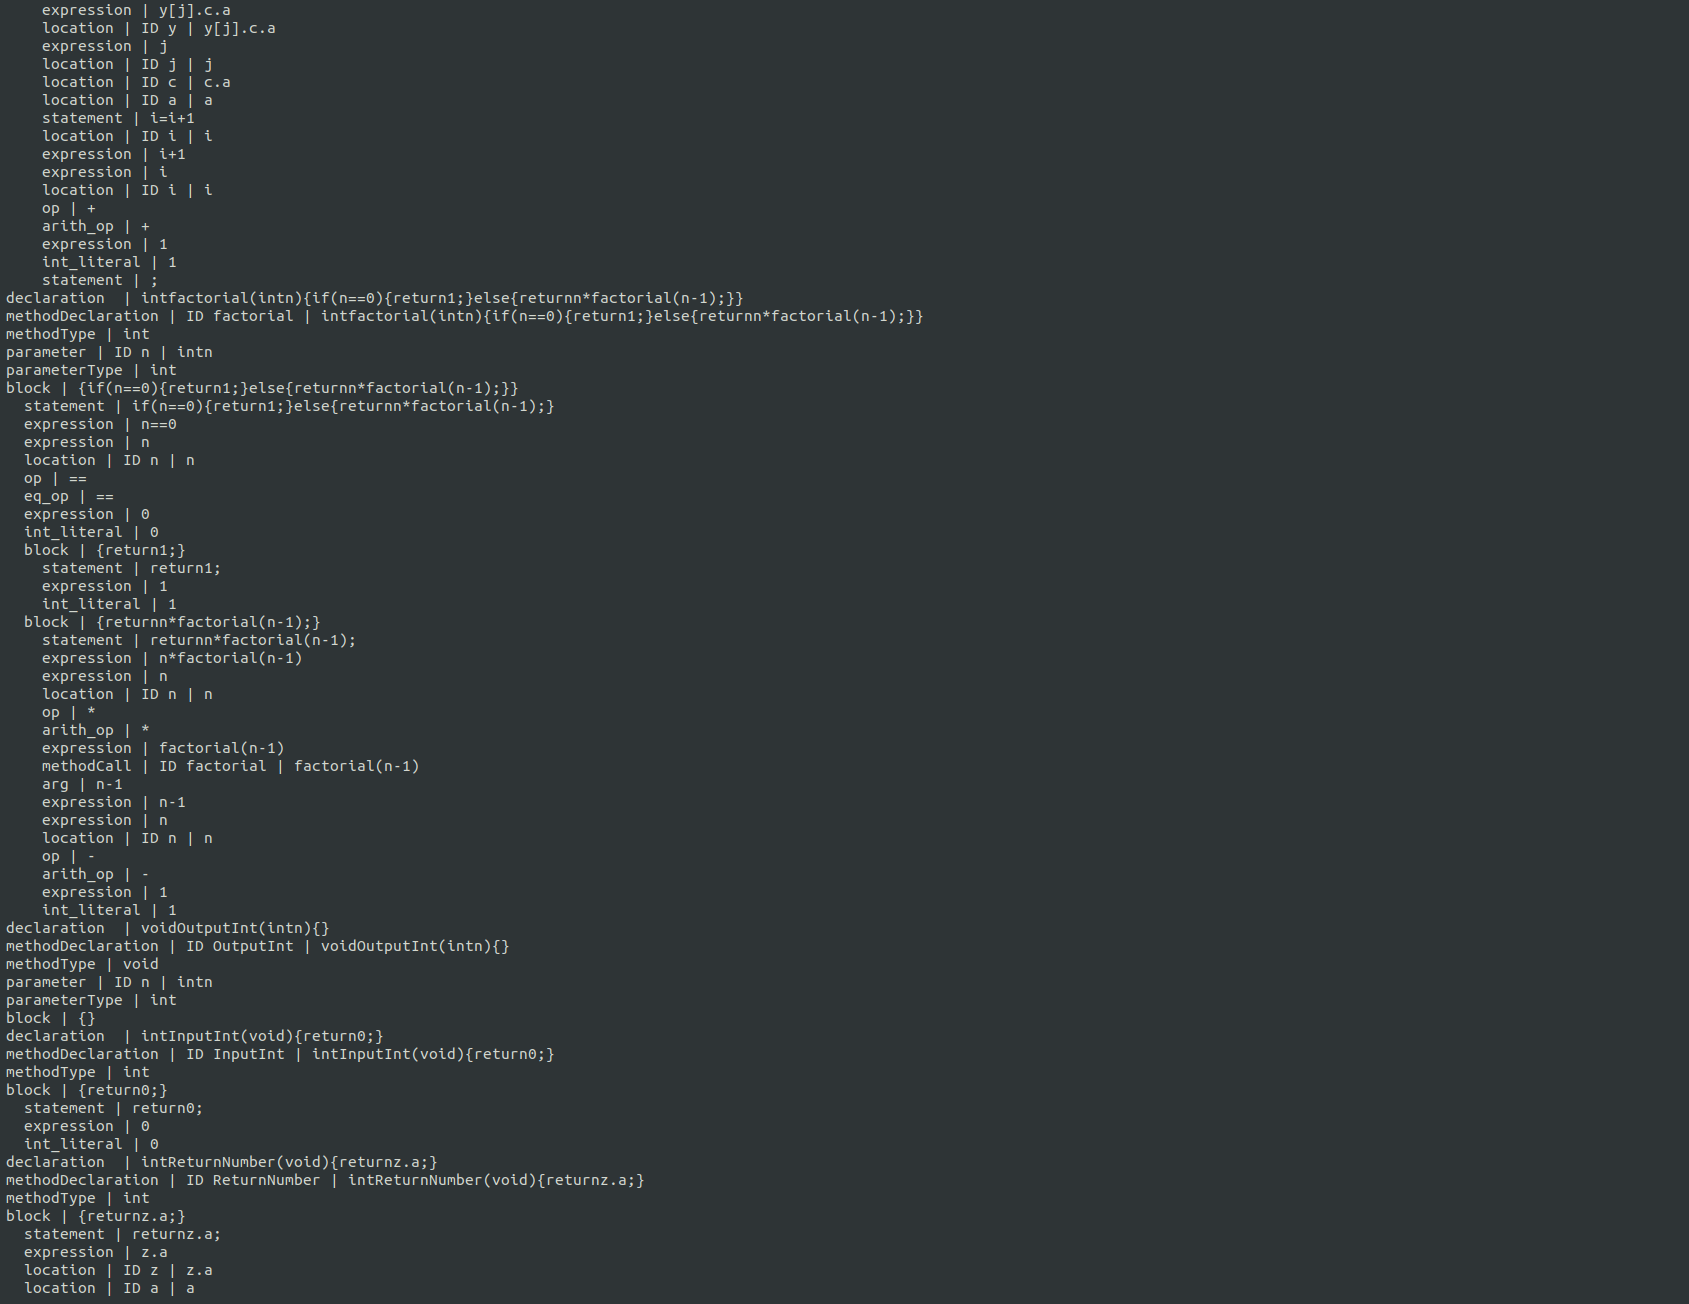 expression | y[j].c.a
    location | ID y | y[j].c.a
    expression | j
    location | ID j | j
    location | ID c | c.a
    location | ID a | a
    statement | i=i+1
    location | ID i | i
    expression | i+1
    expression | i
    location | ID i | i
    op | +
    arith_op | +
    expression | 1
    int_literal | 1
    statement | ;
declaration  | intfactorial(intn){if(n==0){return1;}else{returnn*factorial(n-1);}}
methodDeclaration | ID factorial | intfactorial(intn){if(n==0){return1;}else{returnn*factorial(n-1);}}
methodType | int
parameter | ID n | intn
parameterType | int
block | {if(n==0){return1;}else{returnn*factorial(n-1);}}
  statement | if(n==0){return1;}else{returnn*factorial(n-1);}
  expression | n==0
  expression | n
  location | ID n | n
  op | ==
  eq_op | ==
  expression | 0
  int_literal | 0
  block | {return1;}
    statement | return1;
    expression | 1
    int_literal | 1
  block | {returnn*factorial(n-1);}
    statement | returnn*factorial(n-1);
    expression | n*factorial(n-1)
    expression | n
    location | ID n | n
    op | *
    arith_op | *
    expression | factorial(n-1)
    methodCall | ID factorial | factorial(n-1)
    arg | n-1
    expression | n-1
    expression | n
    location | ID n | n
    op | -
    arith_op | -
    expression | 1
    int_literal | 1
declaration  | voidOutputInt(intn){}
methodDeclaration | ID OutputInt | voidOutputInt(intn){}
methodType | void
parameter | ID n | intn
parameterType | int
block | {}
declaration  | intInputInt(void){return0;}
methodDeclaration | ID InputInt | intInputInt(void){return0;}
methodType | int
block | {return0;}
  statement | return0;
  expression | 0
  int_literal | 0
declaration  | intReturnNumber(void){returnz.a;}
methodDeclaration | ID ReturnNumber | intReturnNumber(void){returnz.a;}
methodType | int
block | {returnz.a;}
  statement | returnz.a;
  expression | z.a
  location | ID z | z.a
  location | ID a | a